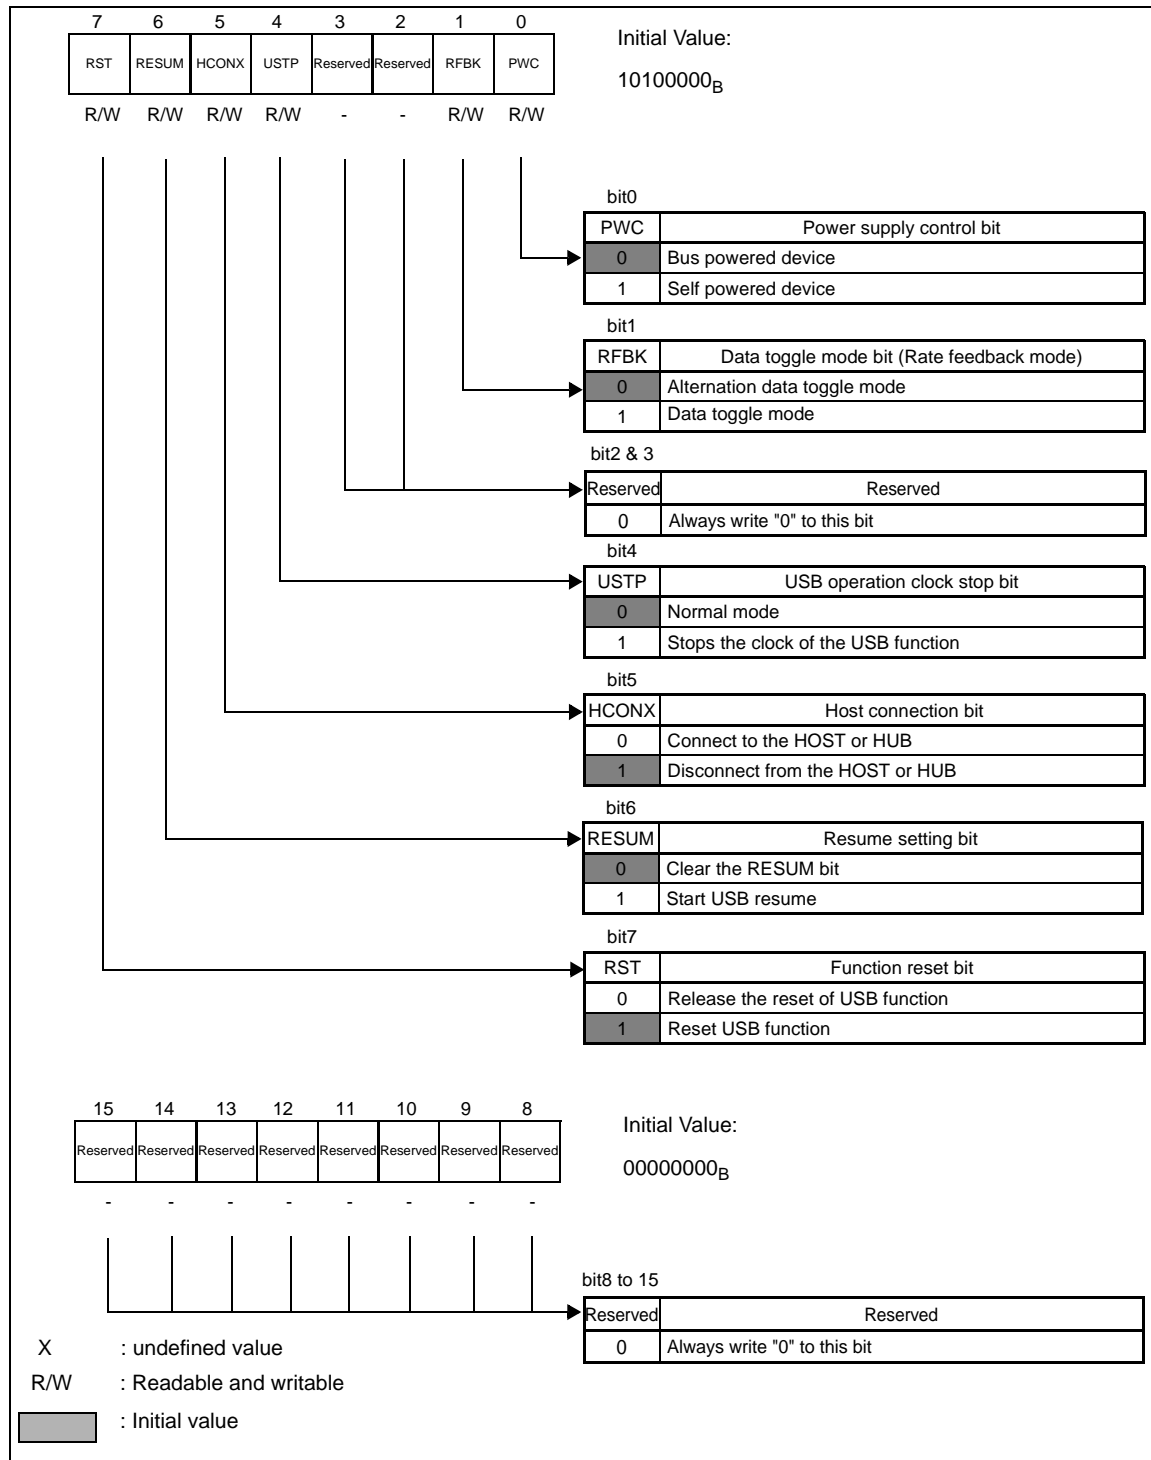 7 6 5 4 3 2 1 0
RST RESUM HCONX USTP Reserved Reserved RFBK PWC
R/W R/W R/W R/W - - R/W R/W
Initial Value:
10100000B
bit0
PWC Power supply control bit
0 Bus powered device
1 Self powered device
bit1
RFBK Data toggle mode bit (Rate feedback mode)
0 Alternation data toggle mode
1 Data toggle mode
bit2 & 3
Reserved Reserved
0 Always write "0" to this bit
bit4
USTP USB operation clock stop bit
0 Normal mode
1 Stops the clock of the USB function
bit5
HCONX Host connection bit
0 Connect to the HOST or HUB
1 Disconnect from the HOST or HUB
bit6
RESUM Resume setting bit
0 Clear the RESUM bit
1 Start USB resume
bit7
RST Function reset bit
0 Release the reset of USB function
1 Reset USB function
15 14 13 12 11 10 9 8
Reserved Reserved Reserved Reserved Reserved Reserved Reserved Reserved
- - - - - - - -
Initial Value:
00000000B
bit8 to 15
Reserved Reserved
0 Always write "0" to this bit
X : undefined value
R/W : Readable and writable
: Initial value